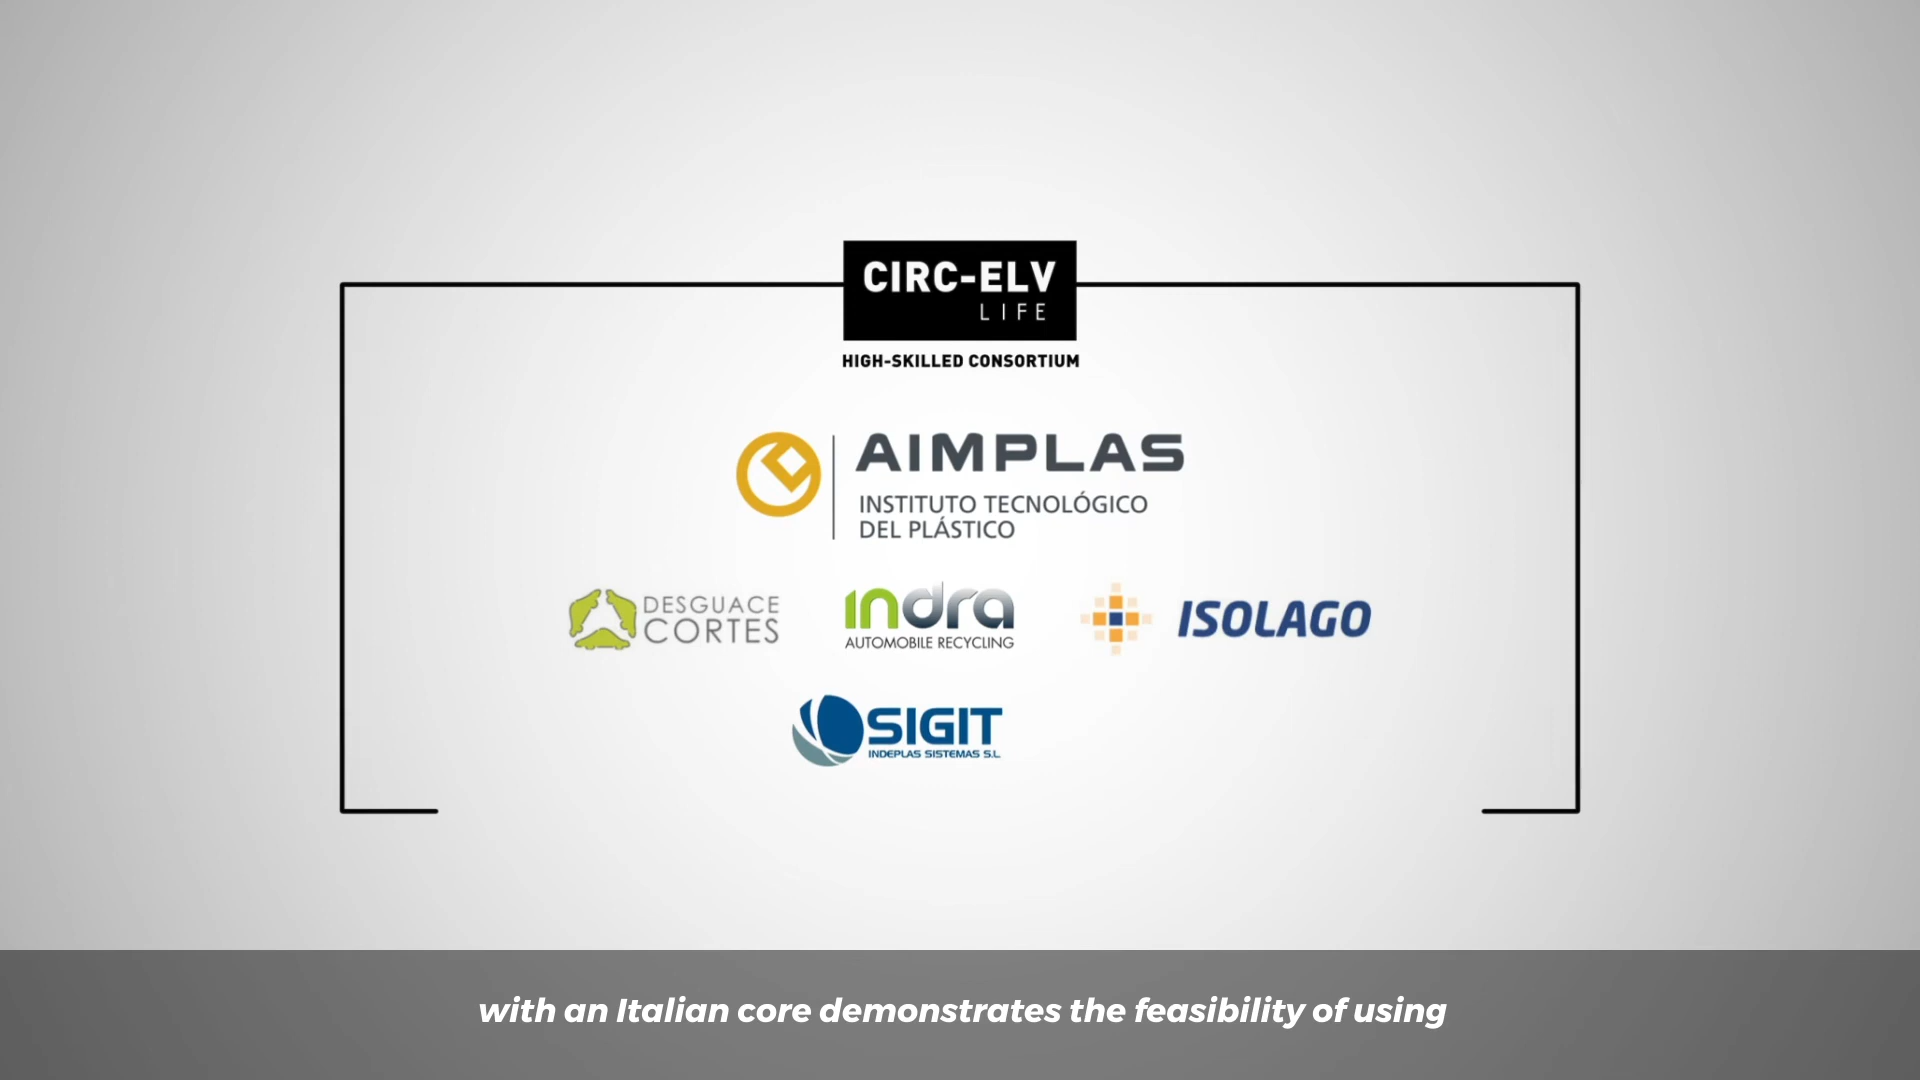 CIRC-ELV
LIFE
HIGH-SKILLED CONSORTIUM
AIMPLAS
INSTITUTO TECNOLÓGICO
DEL PLÁSTICO
DESGUACE
CORTES
indra
AUTOMOBILE RECYCLING
ISOLAGO
SIGIT
INDEPLAS SISTEMAS S.L.
with an Italian core demonstrates the feasibility of using